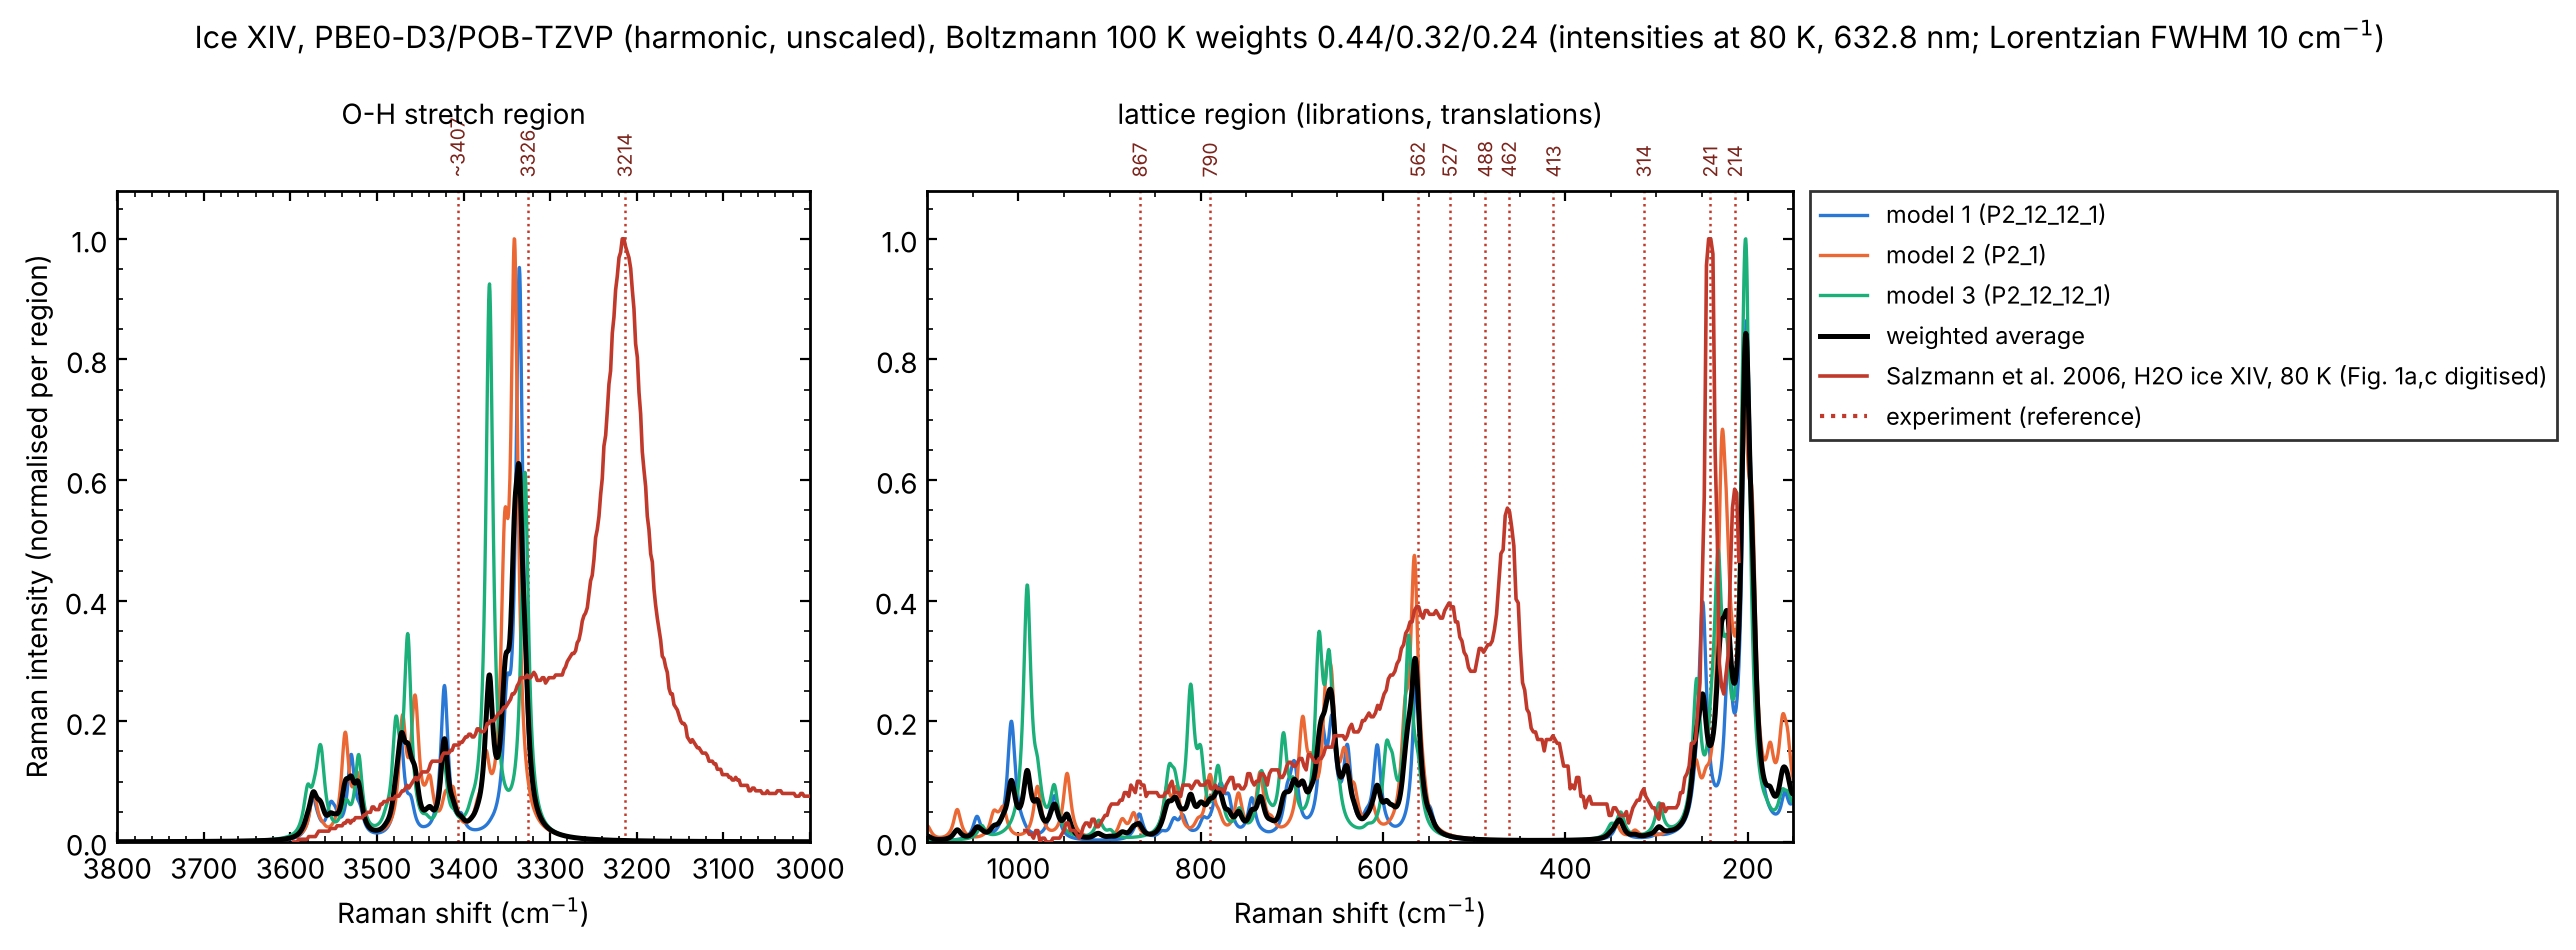 Ice XIV, PBE0-D3/POB-TZVP (harmonic, unscaled), Boltzmann 100 K weights 0.44/0.32/0.24 (intensities at 80 K, 632.8 nm; Lorentzian FWHM 10 cm⁻¹)
O-H stretch region
~3407
3326
3214
Raman intensity (normalised per region)
1.0
0.8
0.6
0.4
0.2
0.0
3800 3700 3600 3500 3400 3300 3200 3100 3000
Raman shift (cm⁻¹)
lattice region (librations, translations)
867
790
562
527
488
462
413
314
241
214
1.0
0.8
0.6
0.4
0.2
0.0
1000 800 600 400 200
Raman shift (cm⁻¹)
model 1 (P2_12_12_1)
model 2 (P2_1)
model 3 (P2_12_12_1)
weighted average
Salzmann et al. 2006, H2O ice XIV, 80 K (Fig. 1a,c digitised)
experiment (reference)